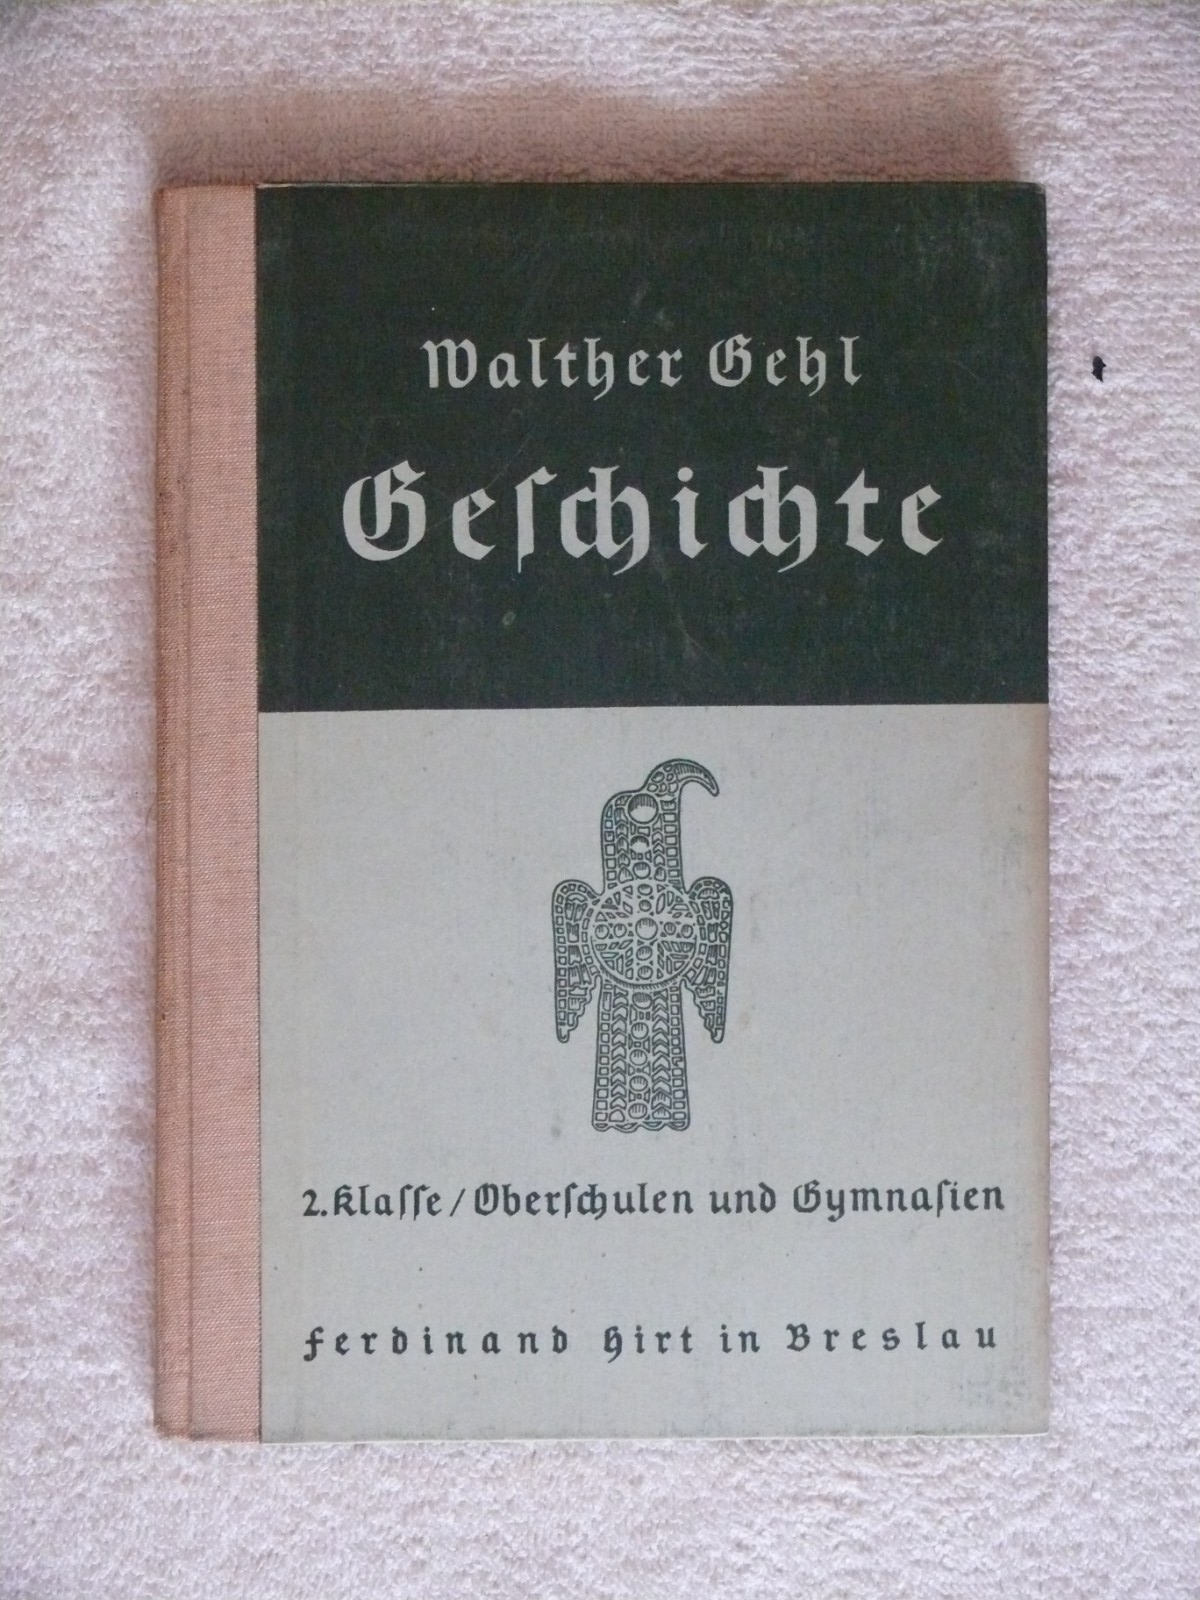 Walther Gehl
Geſchichte
2. Klaſſe / Oberſchulen und Gymnaſien
Ferdinand Hirt in Breslau